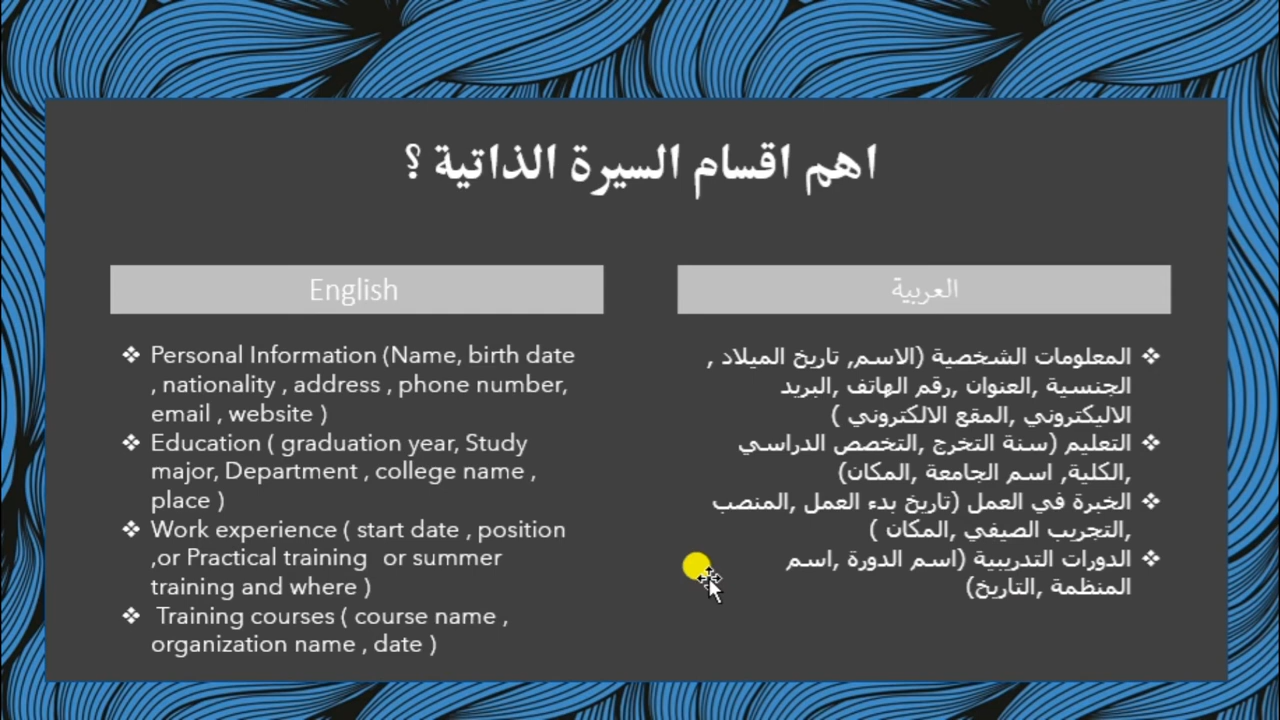 اهم اقسام السيرة الذاتية ؟
English
❖ Personal Information (Name, birth date
, nationality , address , phone number,
email , website )
❖ Education ( graduation year, Study
major, Department , college name ,
place )
❖ Work experience ( start date , position
,or Practical training or summer
training and where )
❖ Training courses ( course name ,
organization name , date )
العربية
❖ المعلومات الشخصية (الاسم, تاريخ الميلاد ,
الجنسية ,العنوان ,رقم الهاتف ,البريد
الاليكتروني ,المقع الالكتروني )
❖ التعليم (سنة التخرج ,التخصص الدراسي
,الكلية, اسم الجامعة ,المكان)
❖ الخبرة في العمل (تاريخ بدء العمل ,المنصب
,التجريب الصيفي ,المكان )
❖ الدورات التدريبية (اسم الدورة ,اسم
المنظمة ,التاريخ)